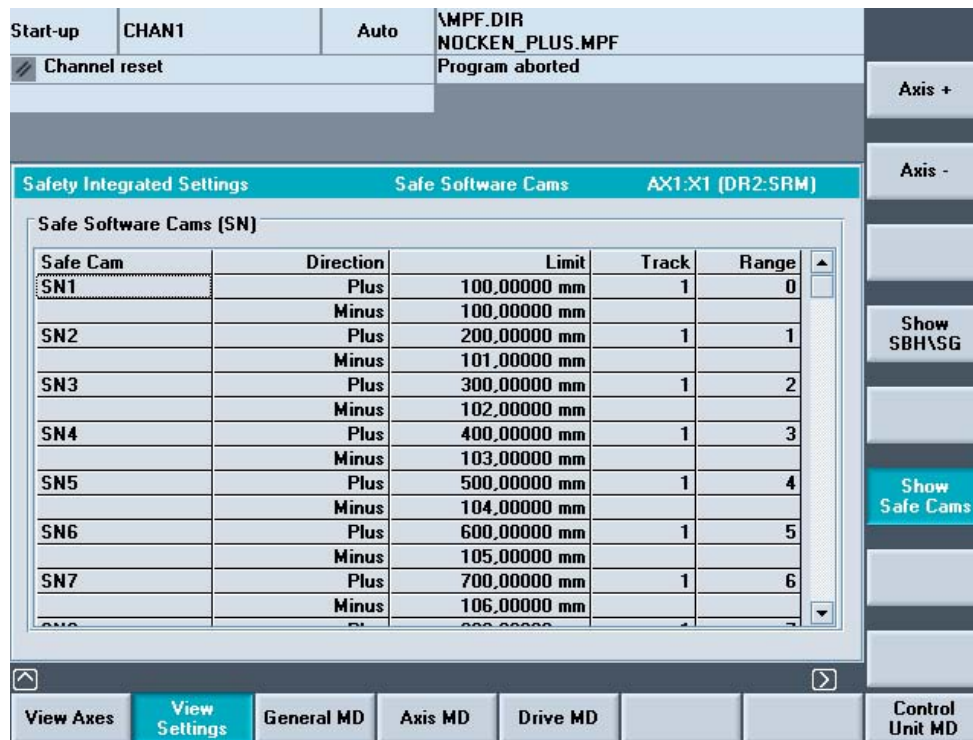 Start-up CHAN1 Auto \MPF.DIR
NOCKEN_PLUS.MPF
Channel reset Program aborted
Axis +
Axis -
Safety Integrated Settings Safe Software Cams AX1:X1 (DR2:SRM)
Safe Software Cams (SN)
Safe Cam Direction Limit Track Range
SN1 Plus 100,00000 mm 1 0
Minus 100,00000 mm
SN2 Plus 200,00000 mm 1 1
Minus 101,00000 mm
SN3 Plus 300,00000 mm 1 2
Minus 102,00000 mm
SN4 Plus 400,00000 mm 1 3
Minus 103,00000 mm
SN5 Plus 500,00000 mm 1 4
Minus 104,00000 mm
SN6 Plus 600,00000 mm 1 5
Minus 105,00000 mm
SN7 Plus 700,00000 mm 1 6
Minus 106,00000 mm
Show
SBH\SG
Show
Safe Cams
View Axes
View
Settings
General MD
Axis MD
Drive MD
Control
Unit MD